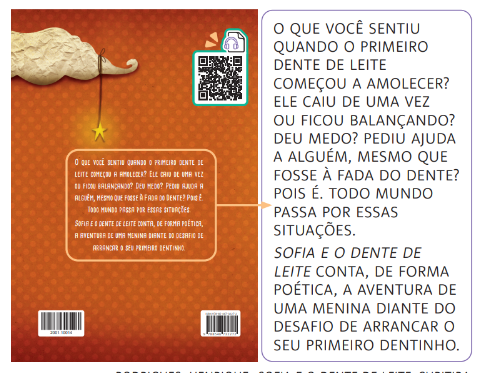 O QUE VOCÊ SENTIU QUANDO O PRIMEIRO DENTE DE
LEITE COMEÇOU A AMOLECER? ELE CAIU DE UMA VEZ
OU FICOU BALANÇANDO? DEU MEDO? PEDIU AJUDA A
ALGUÉM, MESMO QUE FOSSE À FADA DO DENTE? POIS É.
TODO MUNDO PASSA POR ESSAS SITUAÇÕES.
SOFIA E O DENTE DE LEITE CONTA, DE FORMA POÉTICA,
A AVENTURA DE UMA MENINA DIANTE DO DESAFIO DE
ARRANCAR O SEU PRIMEIRO DENTINHO.
O QUE VOCÊ SENTIU
QUANDO O PRIMEIRO
DENTE DE LEITE
COMEÇOU A AMOLECER?
ELE CAIU DE UMA VEZ
OU FICOU BALANÇANDO?
DEU MEDO? PEDIU AJUDA
A ALGUÉM, MESMO QUE
FOSSE À FADA DO DENTE?
POIS É. TODO MUNDO
PASSA POR ESSAS
SITUAÇÕES.
SOFIA E O DENTE DE
LEITE CONTA, DE FORMA
POÉTICA, A AVENTURA DE
UMA MENINA DIANTE DO
DESAFIO DE ARRANCAR O
SEU PRIMEIRO DENTINHO.